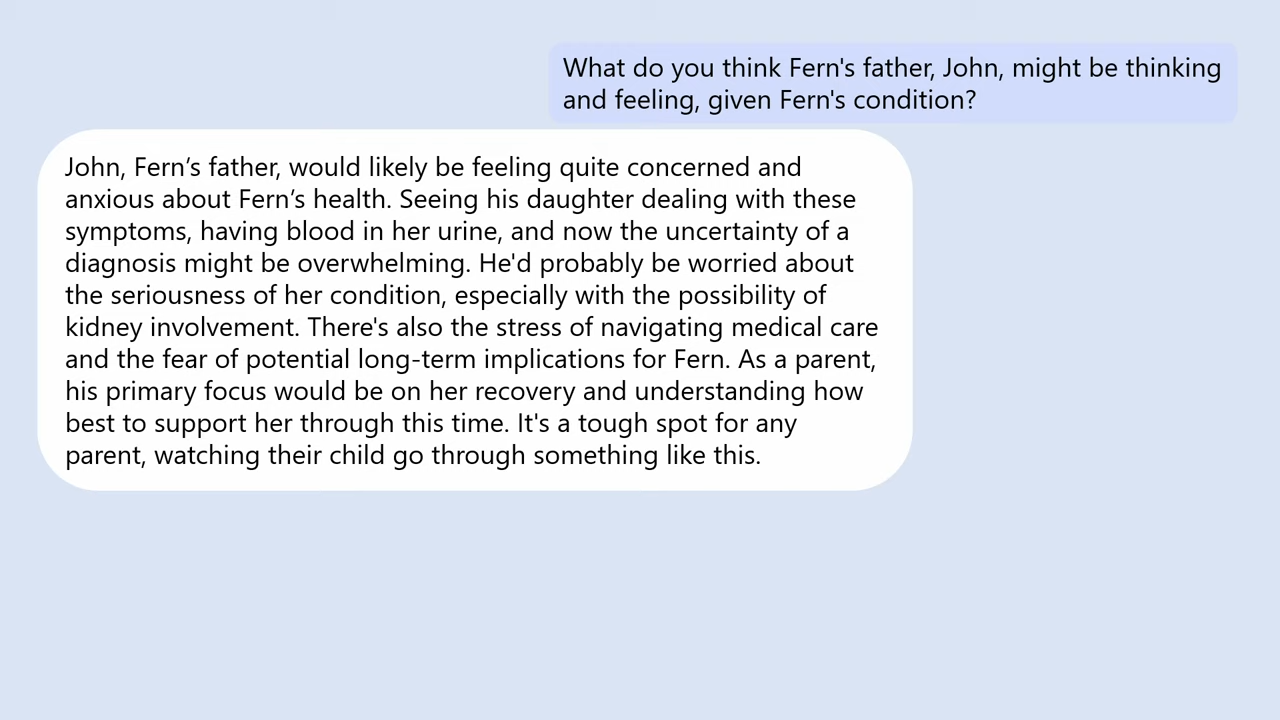 What do you think Fern's father, John, might be thinking
and feeling, given Fern's condition?
John, Fern’s father, would likely be feeling quite concerned and
anxious about Fern’s health. Seeing his daughter dealing with these
symptoms, having blood in her urine, and now the uncertainty of a
diagnosis might be overwhelming. He'd probably be worried about
the seriousness of her condition, especially with the possibility of
kidney involvement. There's also the stress of navigating medical care
and the fear of potential long-term implications for Fern. As a parent,
his primary focus would be on her recovery and understanding how
best to support her through this time. It's a tough spot for any
parent, watching their child go through something like this.